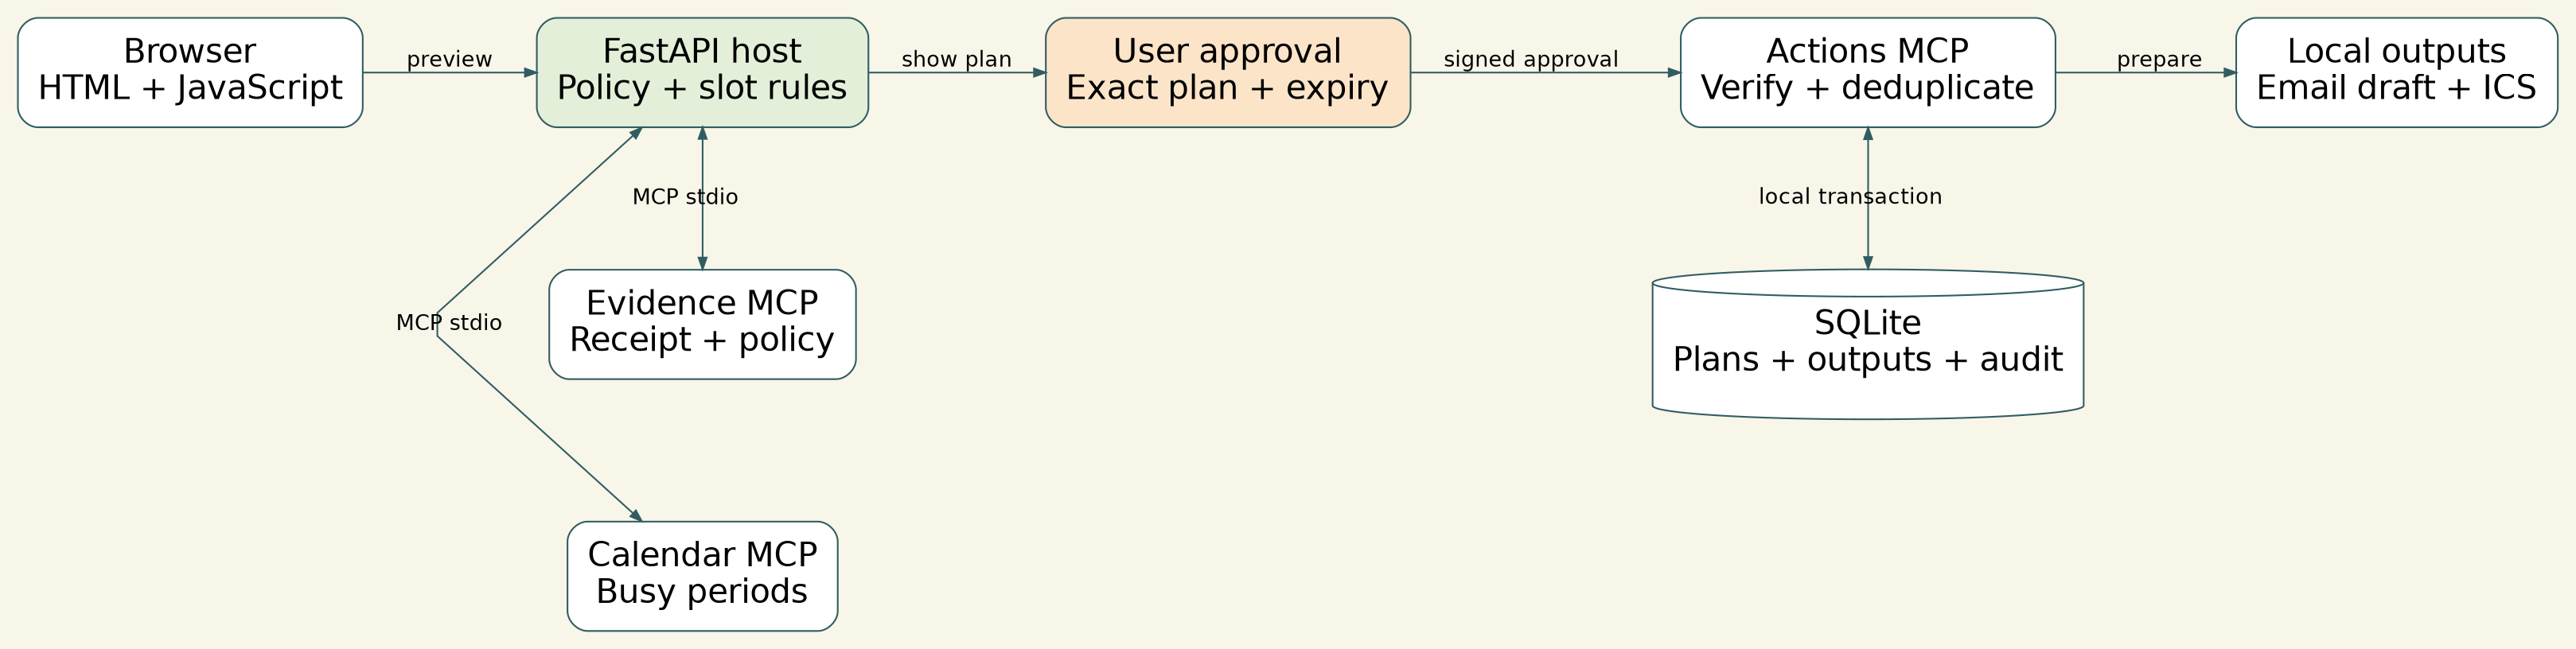 Browser
HTML + JavaScript
preview
FastAPI host
Policy + slot rules
show plan
User approval
Exact plan + expiry
signed approval
Actions MCP
Verify + deduplicate
prepare
Local outputs
Email draft + ICS
MCP stdio
local transaction
Evidence MCP
Receipt + policy
MCP stdio
SQLite
Plans + outputs + audit
Calendar MCP
Busy periods